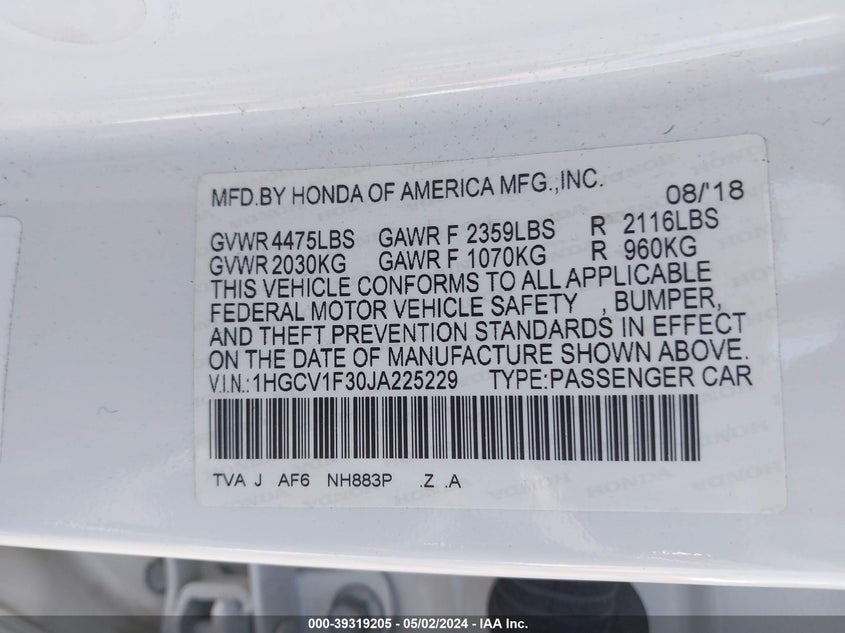 MFD.BY HONDA OF AMERICA MFG.,INC. 08/'18
GVWR 4475LBS GAWR F 2359LBS R 2116LBS
GVWR 2030KG GAWR F 1070KG R 960KG
THIS VEHICLE CONFORMS TO ALL APPLICABLE
FEDERAL MOTOR VEHICLE SAFETY , BUMPER,
AND THEFT PREVENTION STANDARDS IN EFFECT
ON THE DATE OF MANUFACTURE SHOWN ABOVE.
V.I.N.:1HGCV1F30JA225229 TYPE:PASSENGER CAR
TVA J AF6 NH883P .Z .A
000-39319205 - 05/02/2024 - IAA Inc.